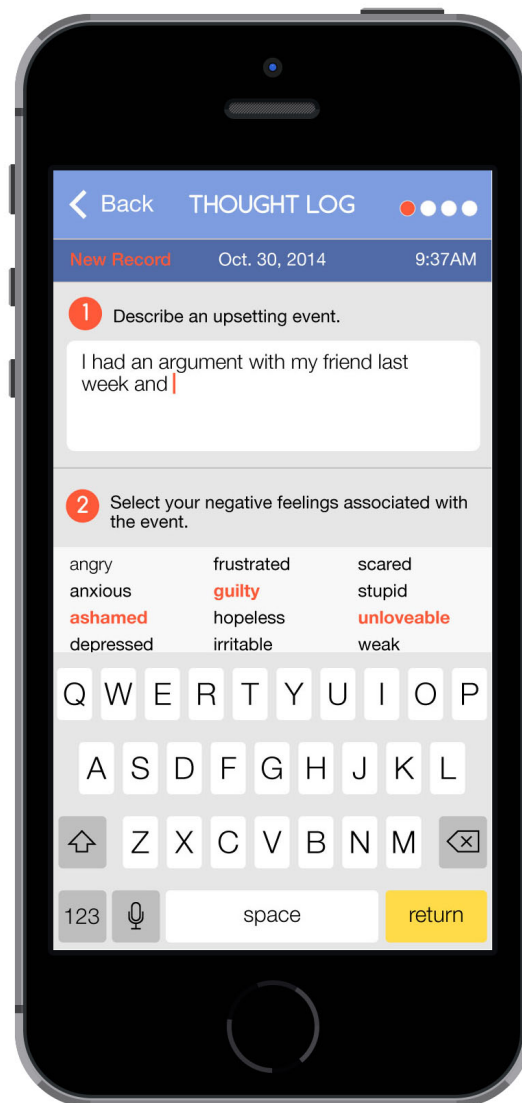 Back THOUGHT LOG
New Record Oct. 30, 2014 9:37AM
1 Describe an upsetting event.
I had an argument with my friend last
week and
2 Select your negative feelings associated with
the event.
angry frustrated scared
anxious guilty stupid
ashamed hopeless unloveable
depressed irritable weak
Q W E R T Y U I O P
A S D F G H J K L
Z X C V B N M
123 space return